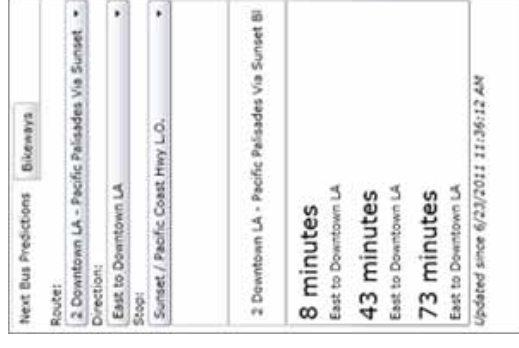 Next Bus Predictions Bikeways
Route:
2 Downtown LA - Pacific Palisades Via Sunset
Direction:
East to Downtown LA
Stop:
Sunset / Pacific Coast Hwy L.O.
2 Downtown LA - Pacific Palisades Via Sunset Bl
8 minutes
East to Downtown LA
43 minutes
East to Downtown LA
73 minutes
East to Downtown LA
Updated since 6/23/2011 11:36:12 AM